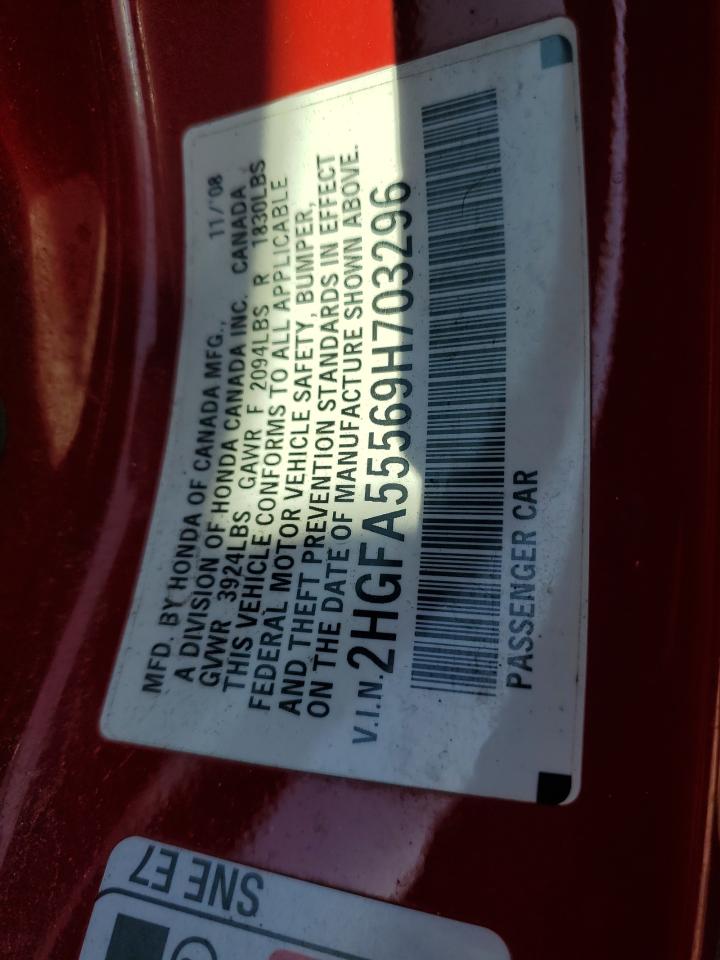 MFD. BY HONDA OF CANADA MFG., 11/'08
A DIVISION OF HONDA CANADA INC. CANADA
GVWR 3924LBS GAWR F 2094LBS R 1830LBS
THIS VEHICLE CONFORMS TO ALL APPLICABLE
FEDERAL MOTOR VEHICLE SAFETY, BUMPER,
AND THEFT PREVENTION STANDARDS IN EFFECT
ON THE DATE OF MANUFACTURE SHOWN ABOVE.
V.I.N. 2HGFA55569H703296
PASSENGER CAR
SNE E7